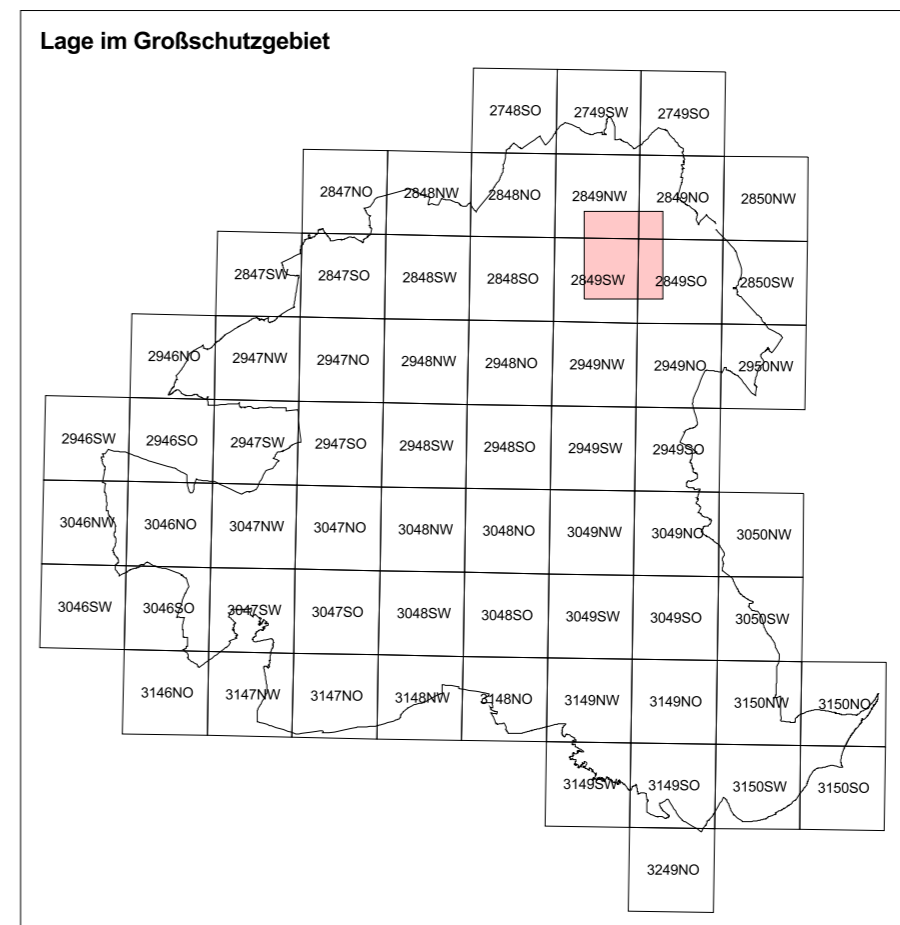 Lage im Großschutzgebiet
2748SO 2749SW 2749SO
2847NO 2848NW 2848NO 2849NW 2849NO 2850NW
2847SW 2847SO 2848SW 2848SO 2849SW 2849SO 2850SW
2946NO 2947NW 2947NO 2948NW 2948NO 2949NW 2949NO 2950NW
2946SW 2946SO 2947SW 2947SO 2948SW 2948SO 2949SW 2949SO
3046NW 3046NO 3047NW 3047NO 3048NW 3048NO 3049NW 3049NO 3050NW
3046SW 3046SO 3047SW 3047SO 3048SW 3048SO 3049SW 3049SO 3050SW
3146NO 3147NW 3147NO 3148NW 3148NO 3149NW 3149NO 3150NW 3150NO
3149SW 3149SO 3150SW 3150SO
3249NO